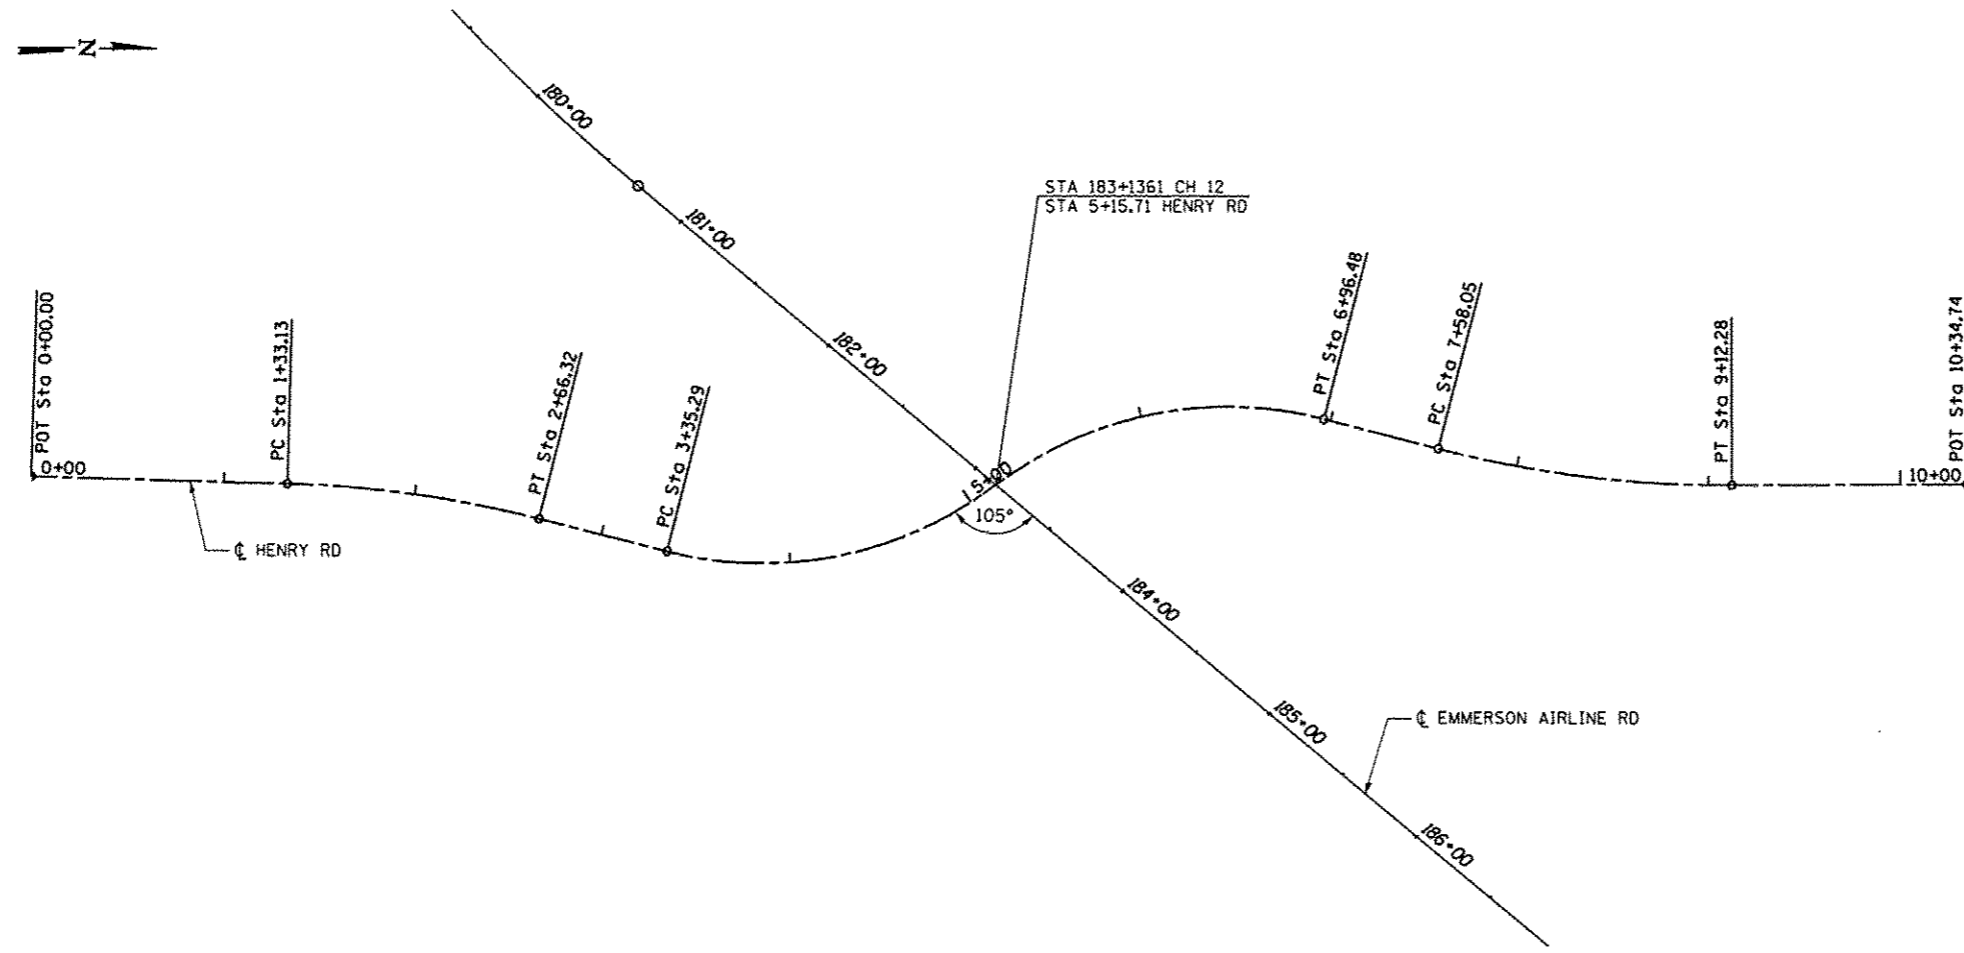 N
180+00
181+00
STA 183+1361 CH 12
STA 5+15.71 HENRY RD
182+00
POT Sta 0+00.00
PC Sta 1+33.13
PT Sta 2+66.32
PC Sta 3+35.29
PT Sta 6+96.48
PC Sta 7+58.05
PT Sta 9+12.28
POT Sta 10+34.74
0+00
5+00
10+00
105°
℄ HENRY RD
184+00
185+00
℄ EMMERSON AIRLINE RD
186+00